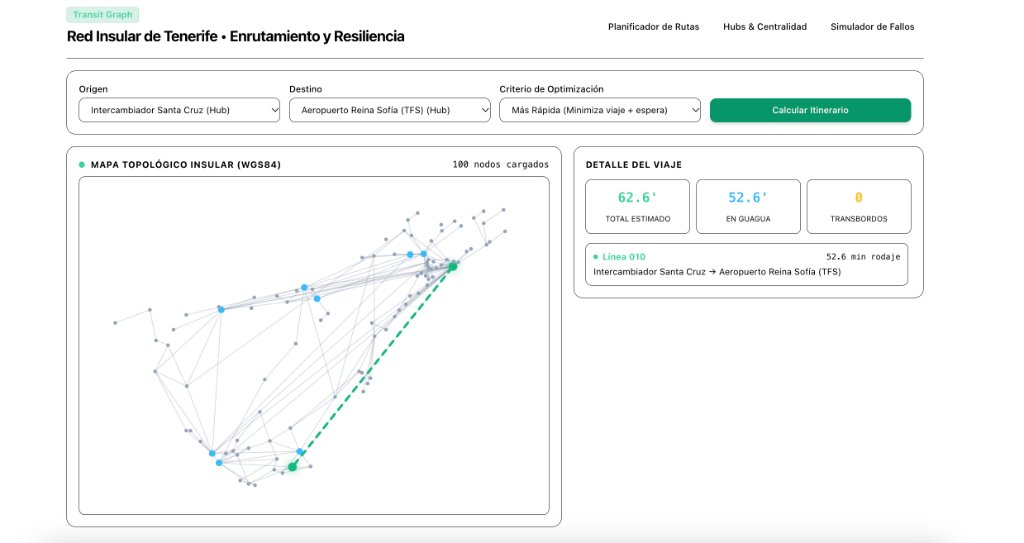 Transit Graph
Red Insular de Tenerife • Enrutamiento y Resiliencia
Planificador de Rutas
Hubs & Centralidad
Simulador de Fallos
Origen
Destino
Criterio de Optimización
Intercambiador Santa Cruz (Hub)
Aeropuerto Reina Sofía (TFS) (Hub)
Más Rápida (Minimiza viaje + espera)
Calcular Itinerario
MAPA TOPOLÓGICO INSULAR (WGS84)
100 nodos cargados
DETALLE DEL VIAJE
62.6'
TOTAL ESTIMADO
52.6'
EN GUAGUA
0
TRANSBORDOS
Línea 010
52.6 min rodaje
Intercambiador Santa Cruz → Aeropuerto Reina Sofía (TFS)